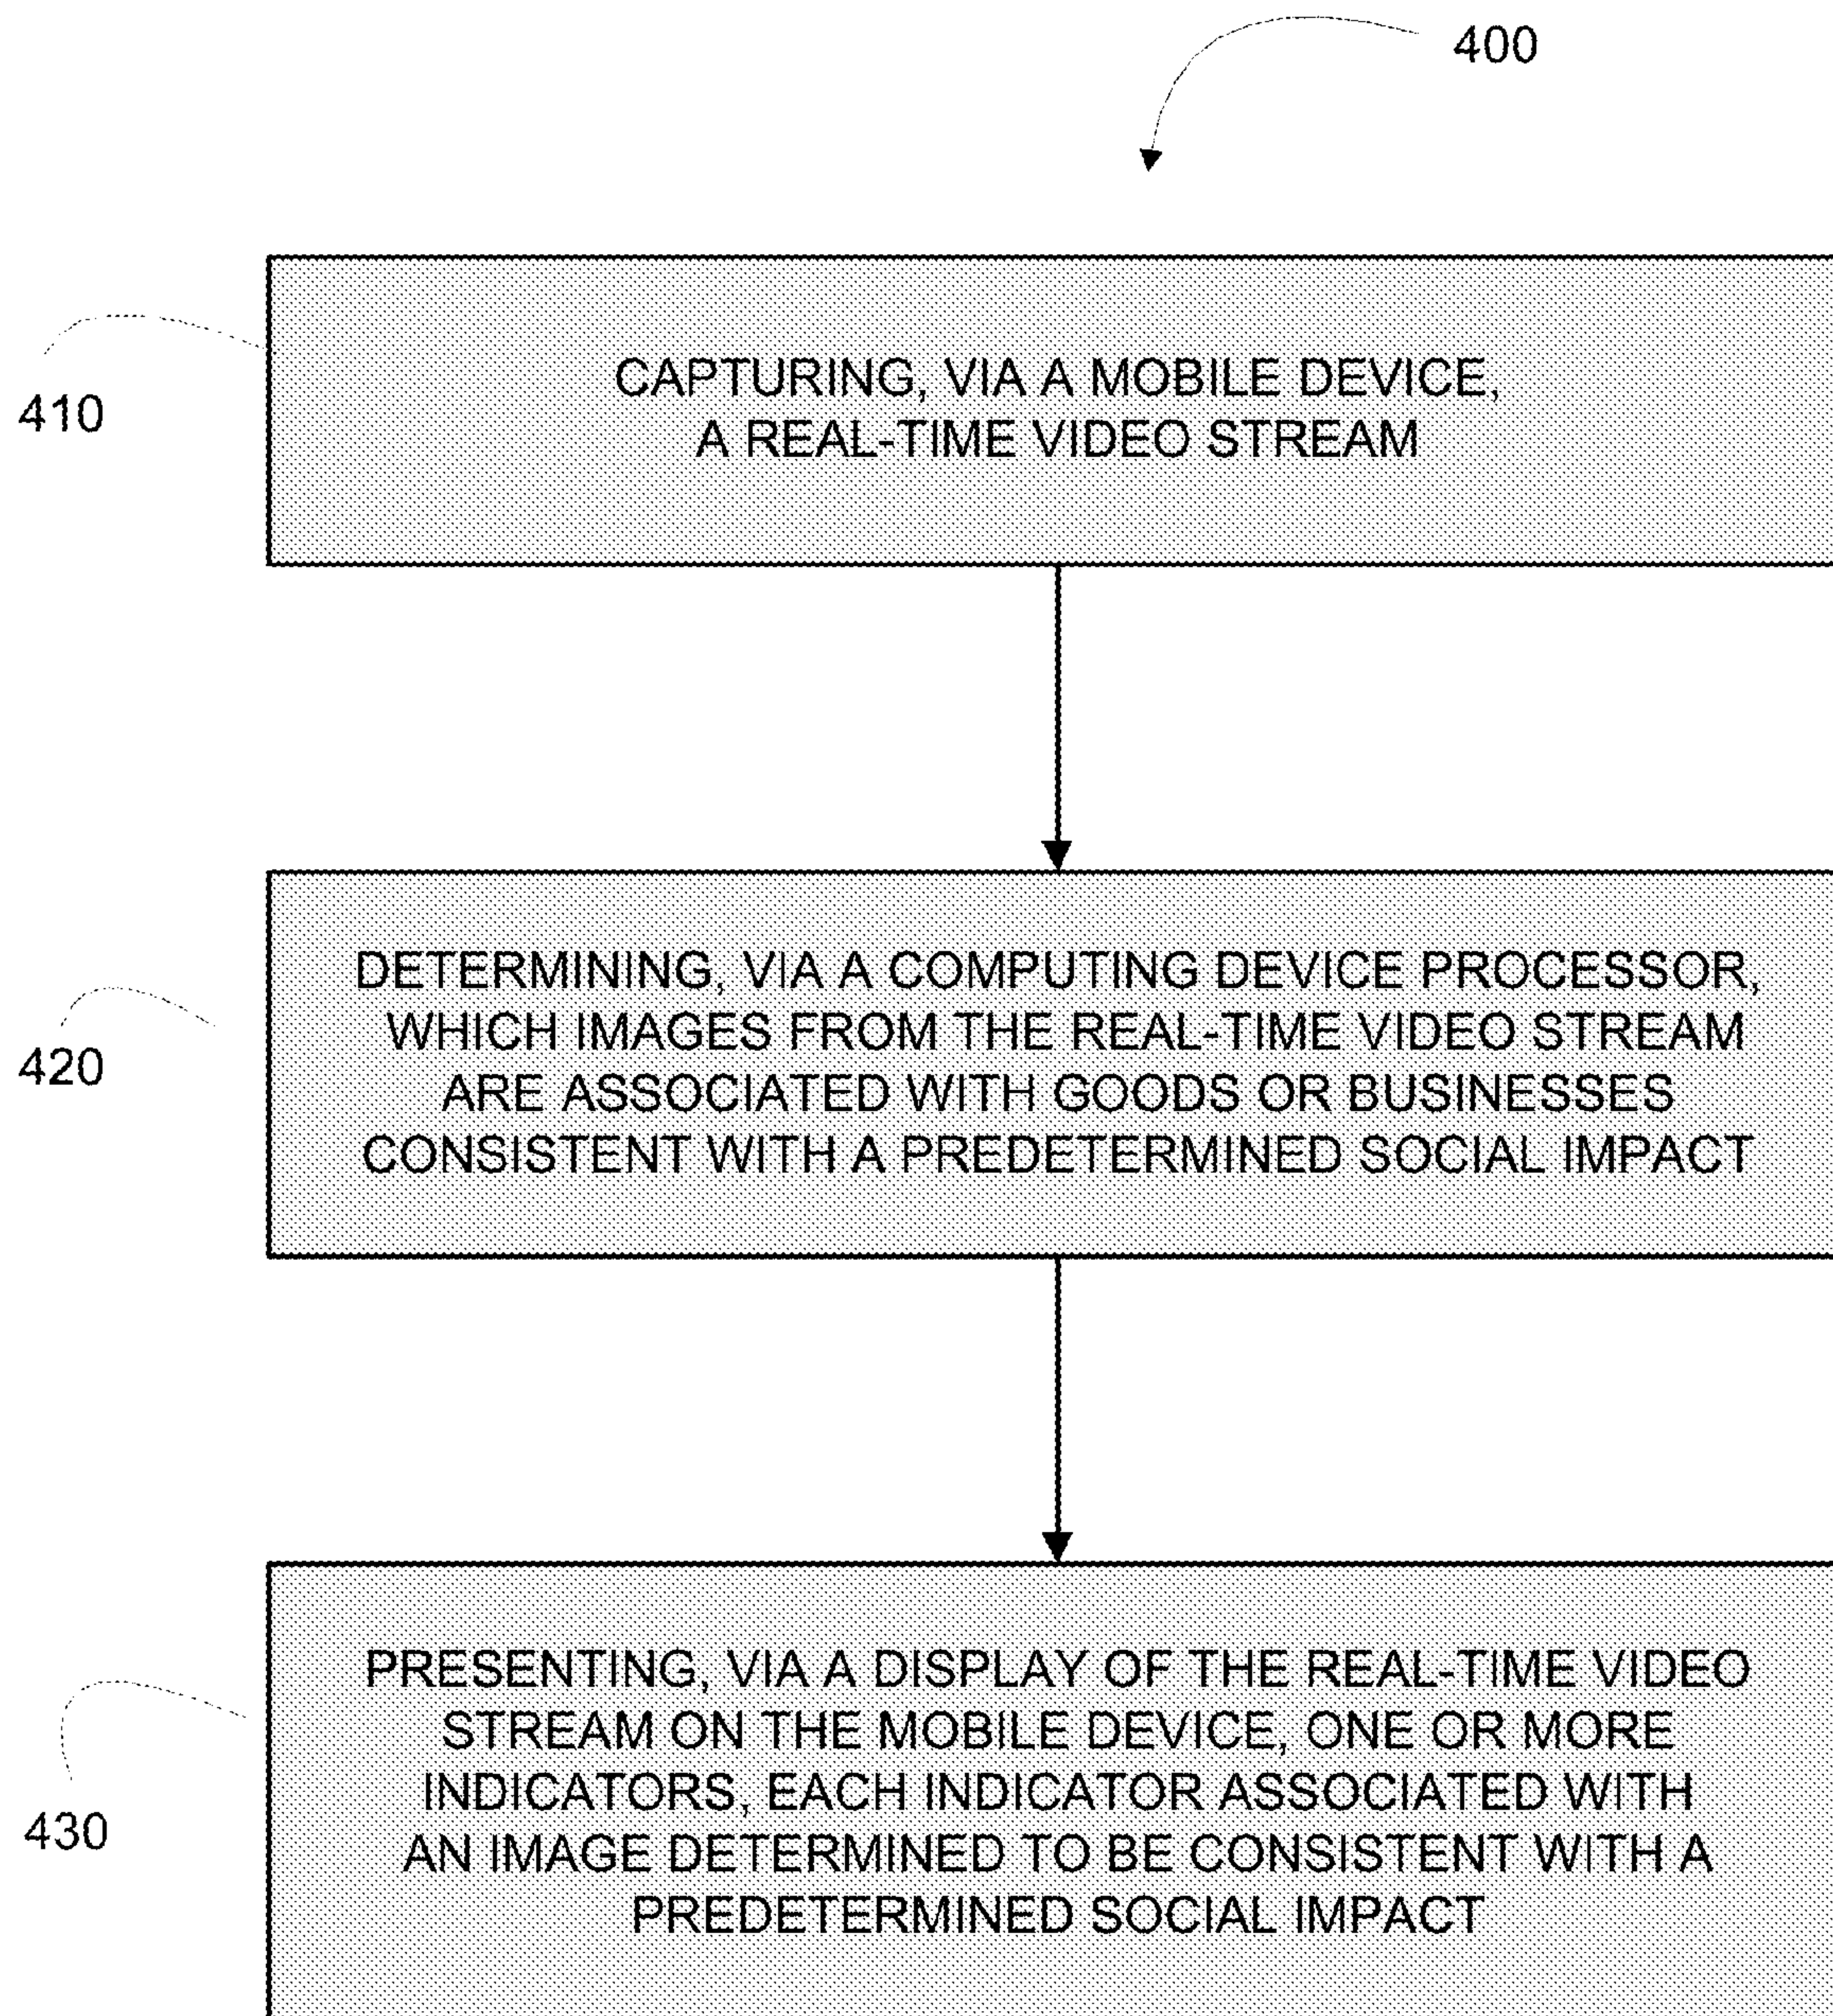 400
410
CAPTURING, VIA A MOBILE DEVICE,
A REAL-TIME VIDEO STREAM
420
DETERMINING, VIA A COMPUTING DEVICE PROCESSOR,
WHICH IMAGES FROM THE REAL-TIME VIDEO STREAM
ARE ASSOCIATED WITH GOODS OR BUSINESSES
CONSISTENT WITH A PREDETERMINED SOCIAL IMPACT
430
PRESENTING, VIA A DISPLAY OF THE REAL-TIME VIDEO
STREAM ON THE MOBILE DEVICE, ONE OR MORE
INDICATORS, EACH INDICATOR ASSOCIATED WITH
AN IMAGE DETERMINED TO BE CONSISTENT WITH A
PREDETERMINED SOCIAL IMPACT